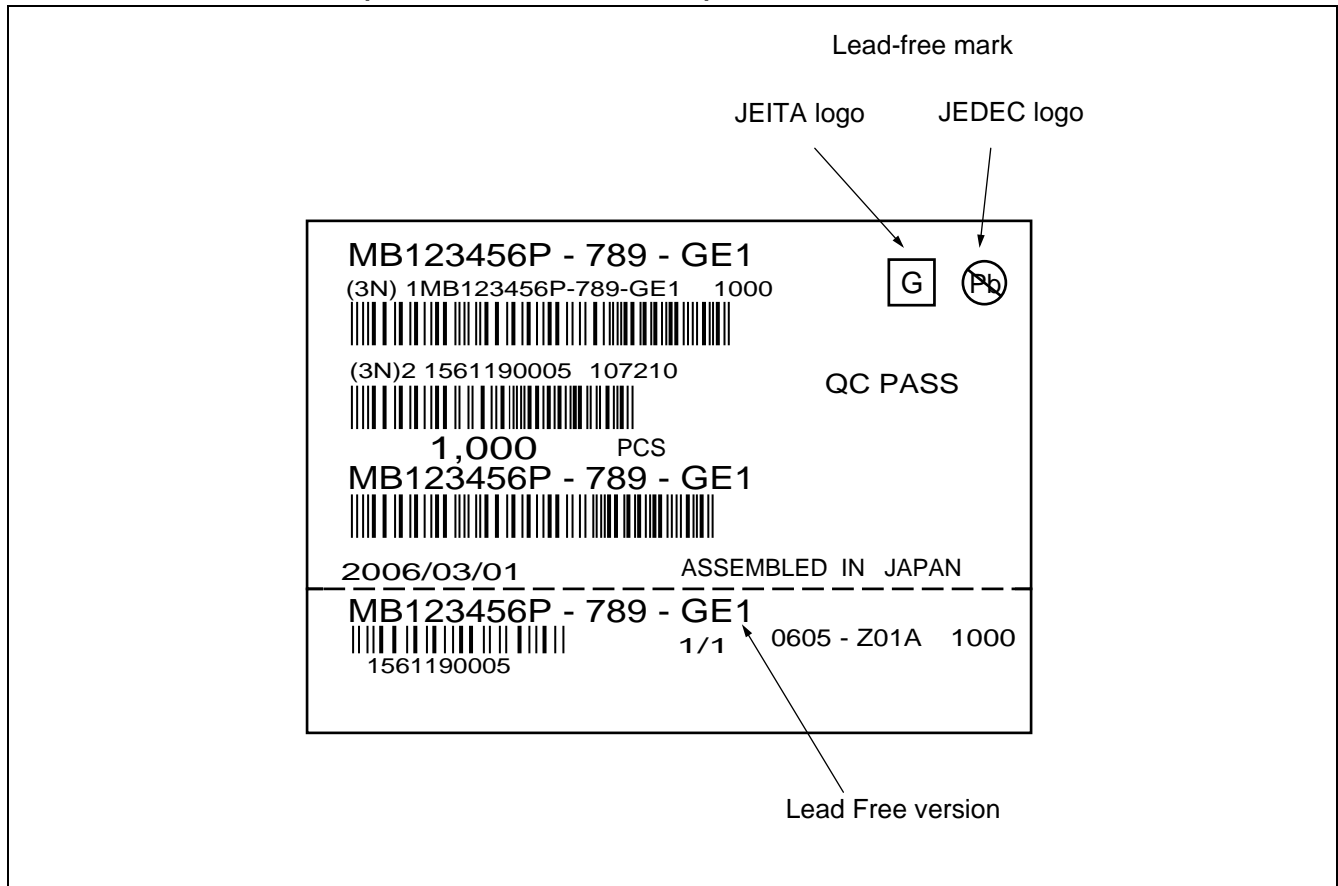 Lead-free mark
JEITA logo JEDEC logo
MB123456P - 789 - GE1
(3N) 1MB123456P-789-GE1 1000
G Pb
(3N)2 1561190005 107210
QC PASS
1,000 PCS
MB123456P - 789 - GE1
2006/03/01 ASSEMBLED IN JAPAN
MB123456P - 789 - GE1
1/1 0605 - Z01A 1000
1561190005
Lead Free version